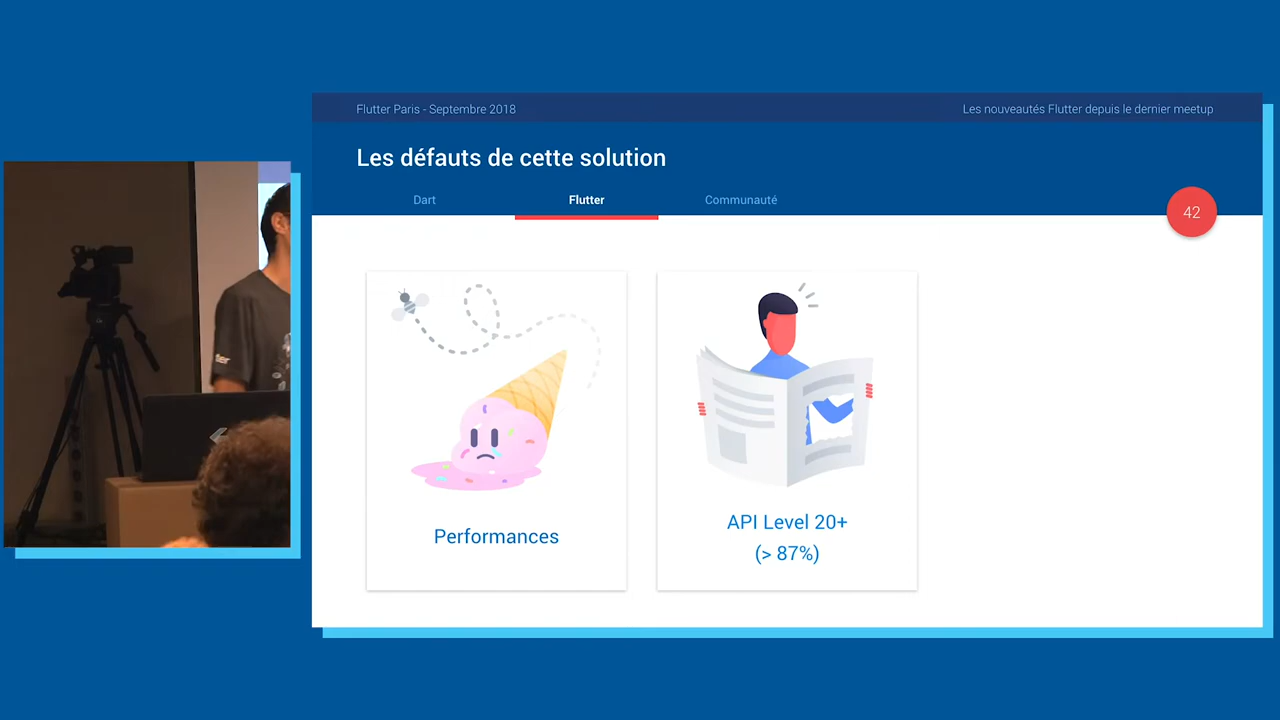 Flutter Paris - Septembre 2018
Les nouveautés Flutter depuis le dernier meetup
Les défauts de cette solution
Dart
Flutter
Communauté
42
Performances
API Level 20+
(> 87%)